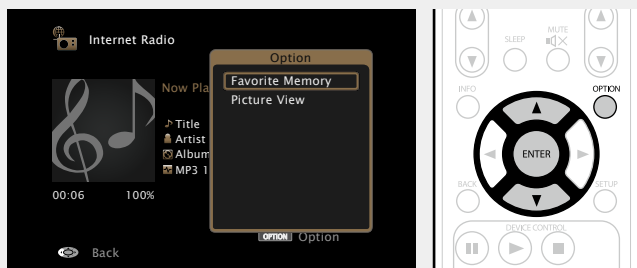 Internet Radio
Option
Favorite Memory
Picture View
Now Pla
Title
Artist
Album
MP3 1
00:06 100%
OPTION Option
Back
SLEEP
MUTE
INFO
OPTION
ENTER
BACK
SETUP
DEVICE CONTROL